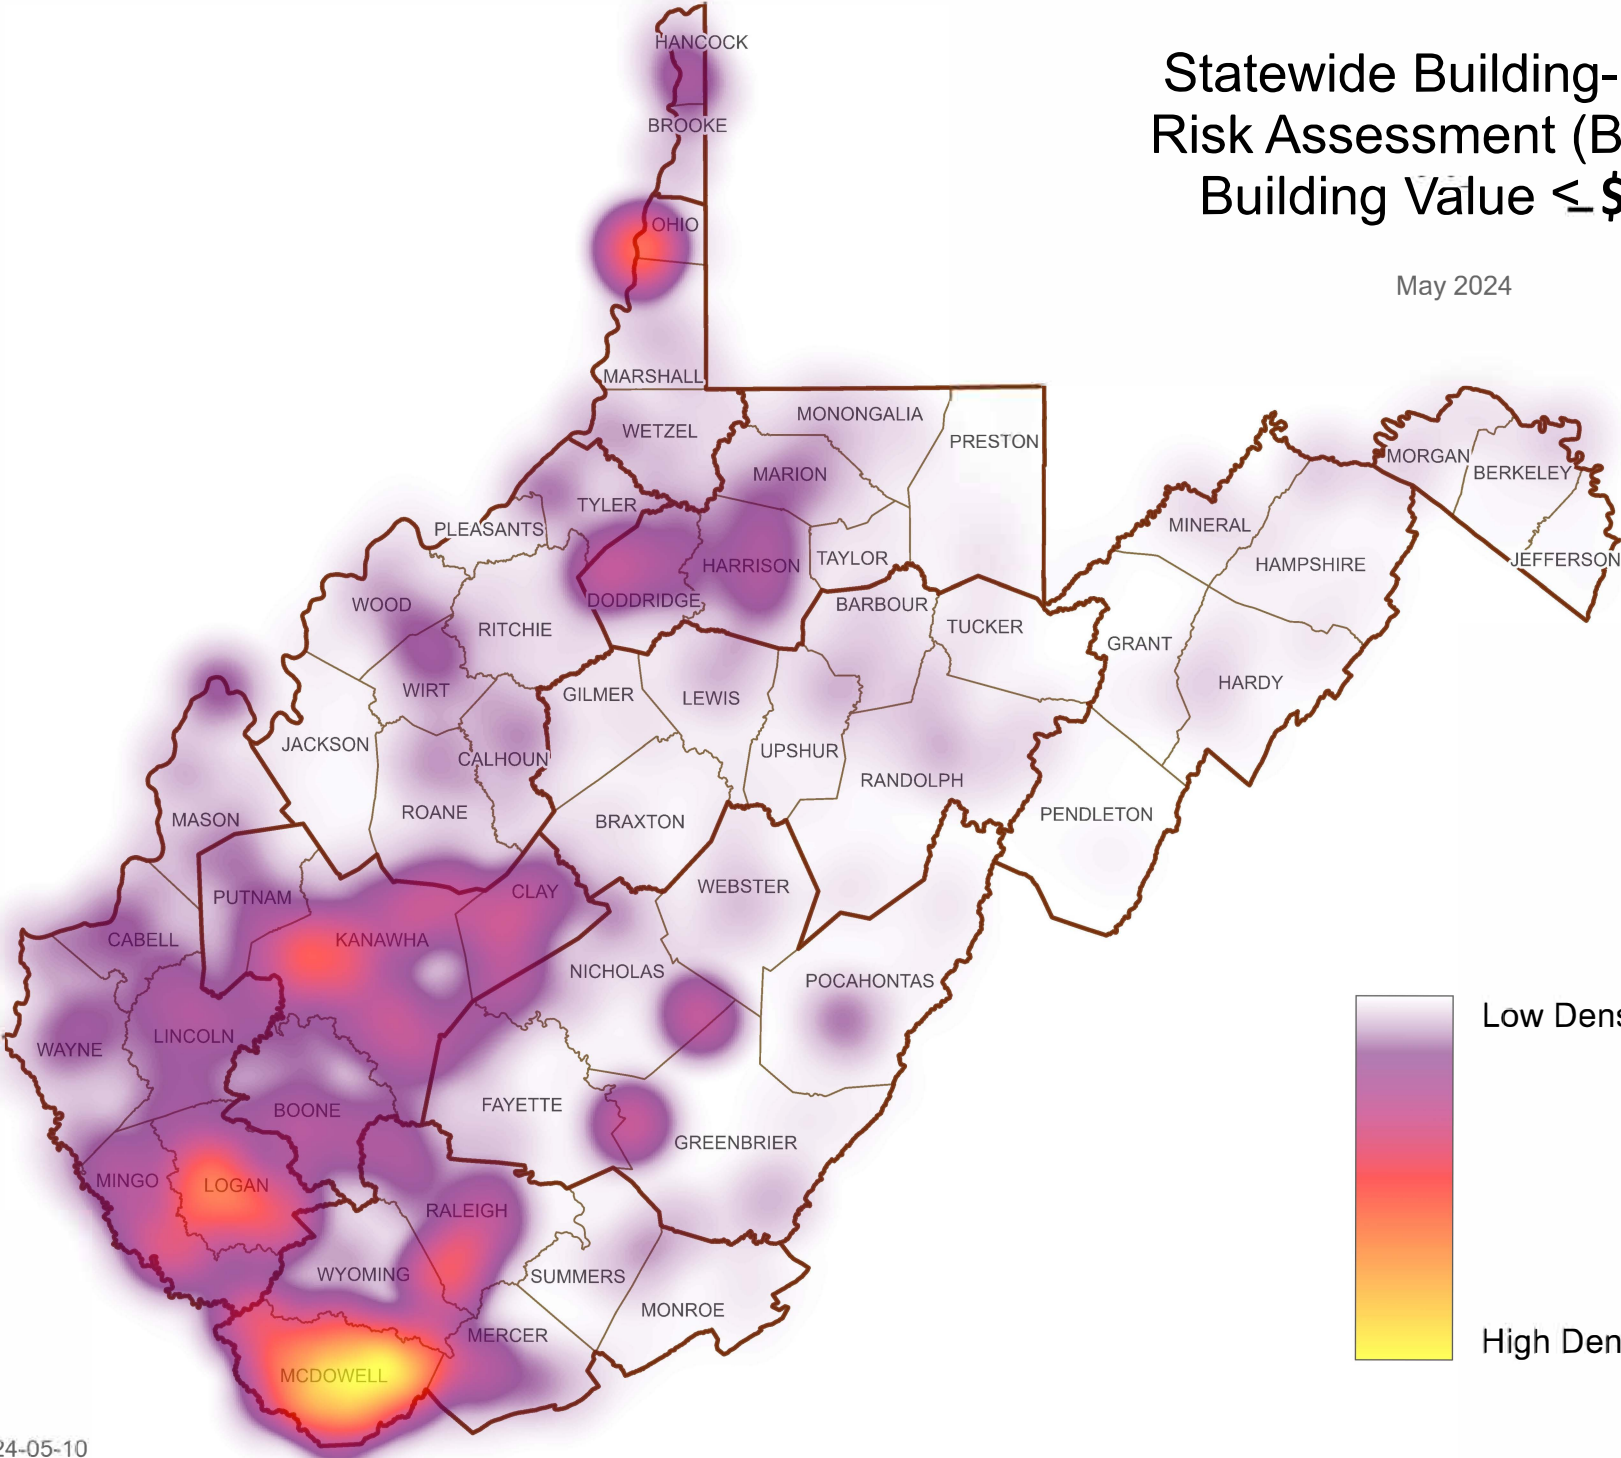 HANCOCK
Statewide Building-
BROOKE
Risk Assessment (B
Building Value ≤ $
OHIO
May 2024
MARSHALL
MONONGALIA
WETZEL
PRESTON
MORGAN
MARION
BERKELEY
TYLER
PLEASANTS
MINERAL
TAYLOR
JEFFERSON
HARRISON
HAMPSHIRE
DODDRIDGE
WOOD
BARBOUR
RITCHIE
TUCKER
GRANT
WIRT
GILMER
LEWIS
HARDY
JACKSON
CALHOUN
UPSHUR
RANDOLPH
ROANE
MASON
BRAXTON
PENDLETON
PUTNAM
CLAY
WEBSTER
CABELL
KANAWHA
NICHOLAS
POCAHONTAS
Low Dens
LINCOLN
WAYNE
BOONE
FAYETTE
GREENBRIER
MINGO
LOGAN
RALEIGH
WYOMING
SUMMERS
MONROE
MERCER
High Den
MCDOWELL
24-05-10